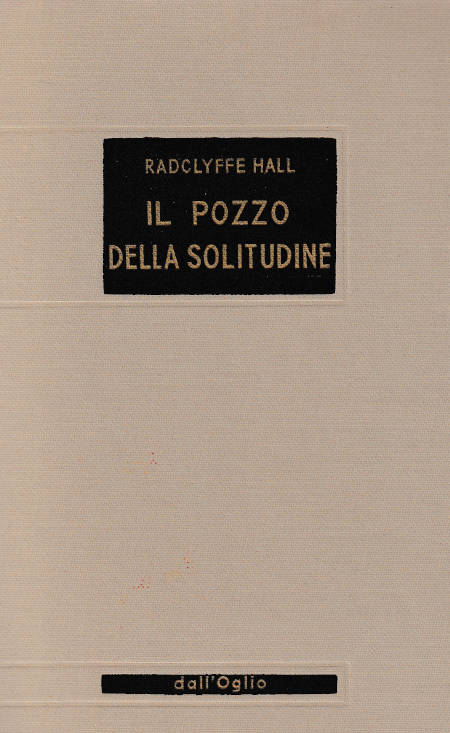 RADCLYFFE HALL
IL POZZO
DELLA SOLITUDINE
dall'Oglio